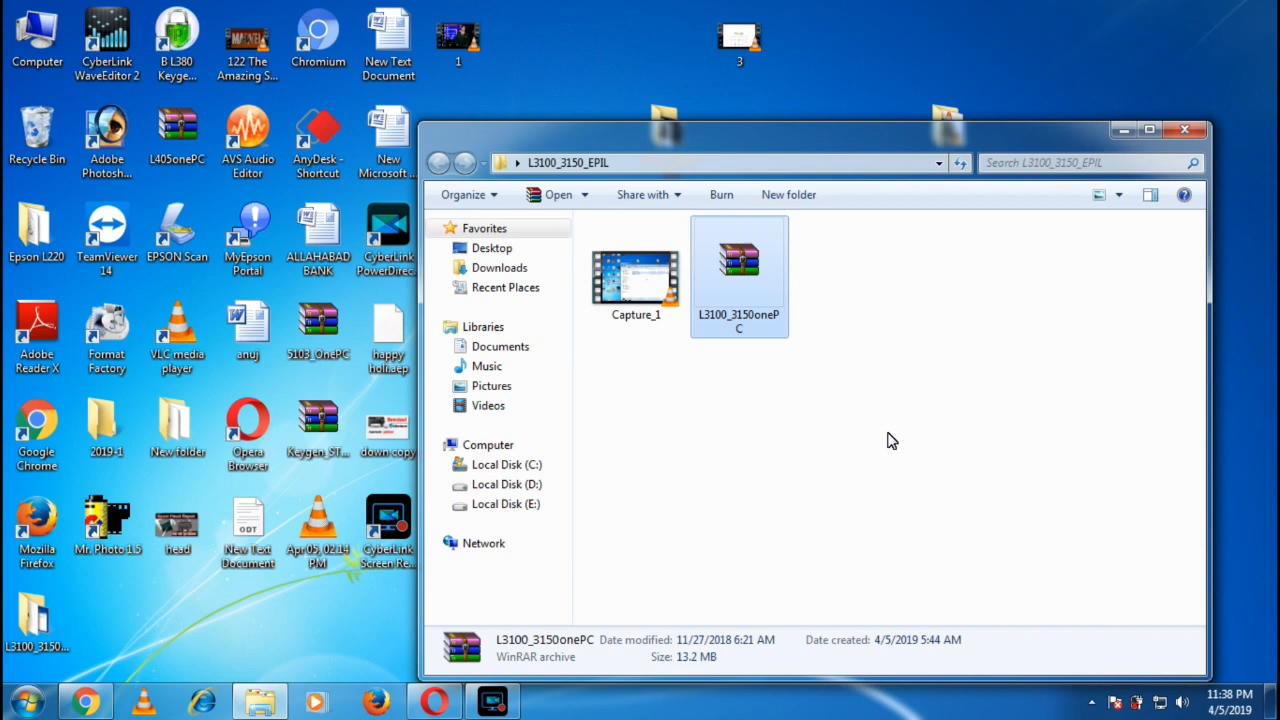 Computer
CyberLink
WaveEditor 2
B L380
Keyge...
122 The
Amazing S...
Chromium
New Text
Document
1
3
Recycle Bin
Adobe
Photosh...
L405onePC
AVS Audio
Editor
AnyDesk -
Shortcut
New
Microsoft ...
Epson L220
TeamViewer
14
EPSON Scan
MyEpson
Portal
ALLAHABAD
BANK
CyberLink
PowerDirec...
Adobe
Reader X
Format
Factory
VLC media
player
anuj
5103_OnePC
happy
holi.aep
Google
Chrome
2019-1
New folder
Opera
Browser
Keygen_ST...
down copy
Mozilla
Firefox
Mr. Photo 1.5
head
ODT
New Text
Document
Apr 05, 02 14
PM
CyberLink
Screen Re...
L3100_3150...
L3100_3150_EPIL
Search L3100_3150_EPIL
Organize
Open
Share with
Burn
New folder
Favorites
Desktop
Downloads
Recent Places
Libraries
Documents
Music
Pictures
Videos
Computer
Local Disk (C:)
Local Disk (D:)
Local Disk (E:)
Network
Capture_1
L3100_3150oneP
C
L3100_3150onePC Date modified: 11/27/2018 6:21 AM Date created: 4/5/2019 5:44 AM
WinRAR archive Size: 13.2 MB
11:38 PM
4/5/2019